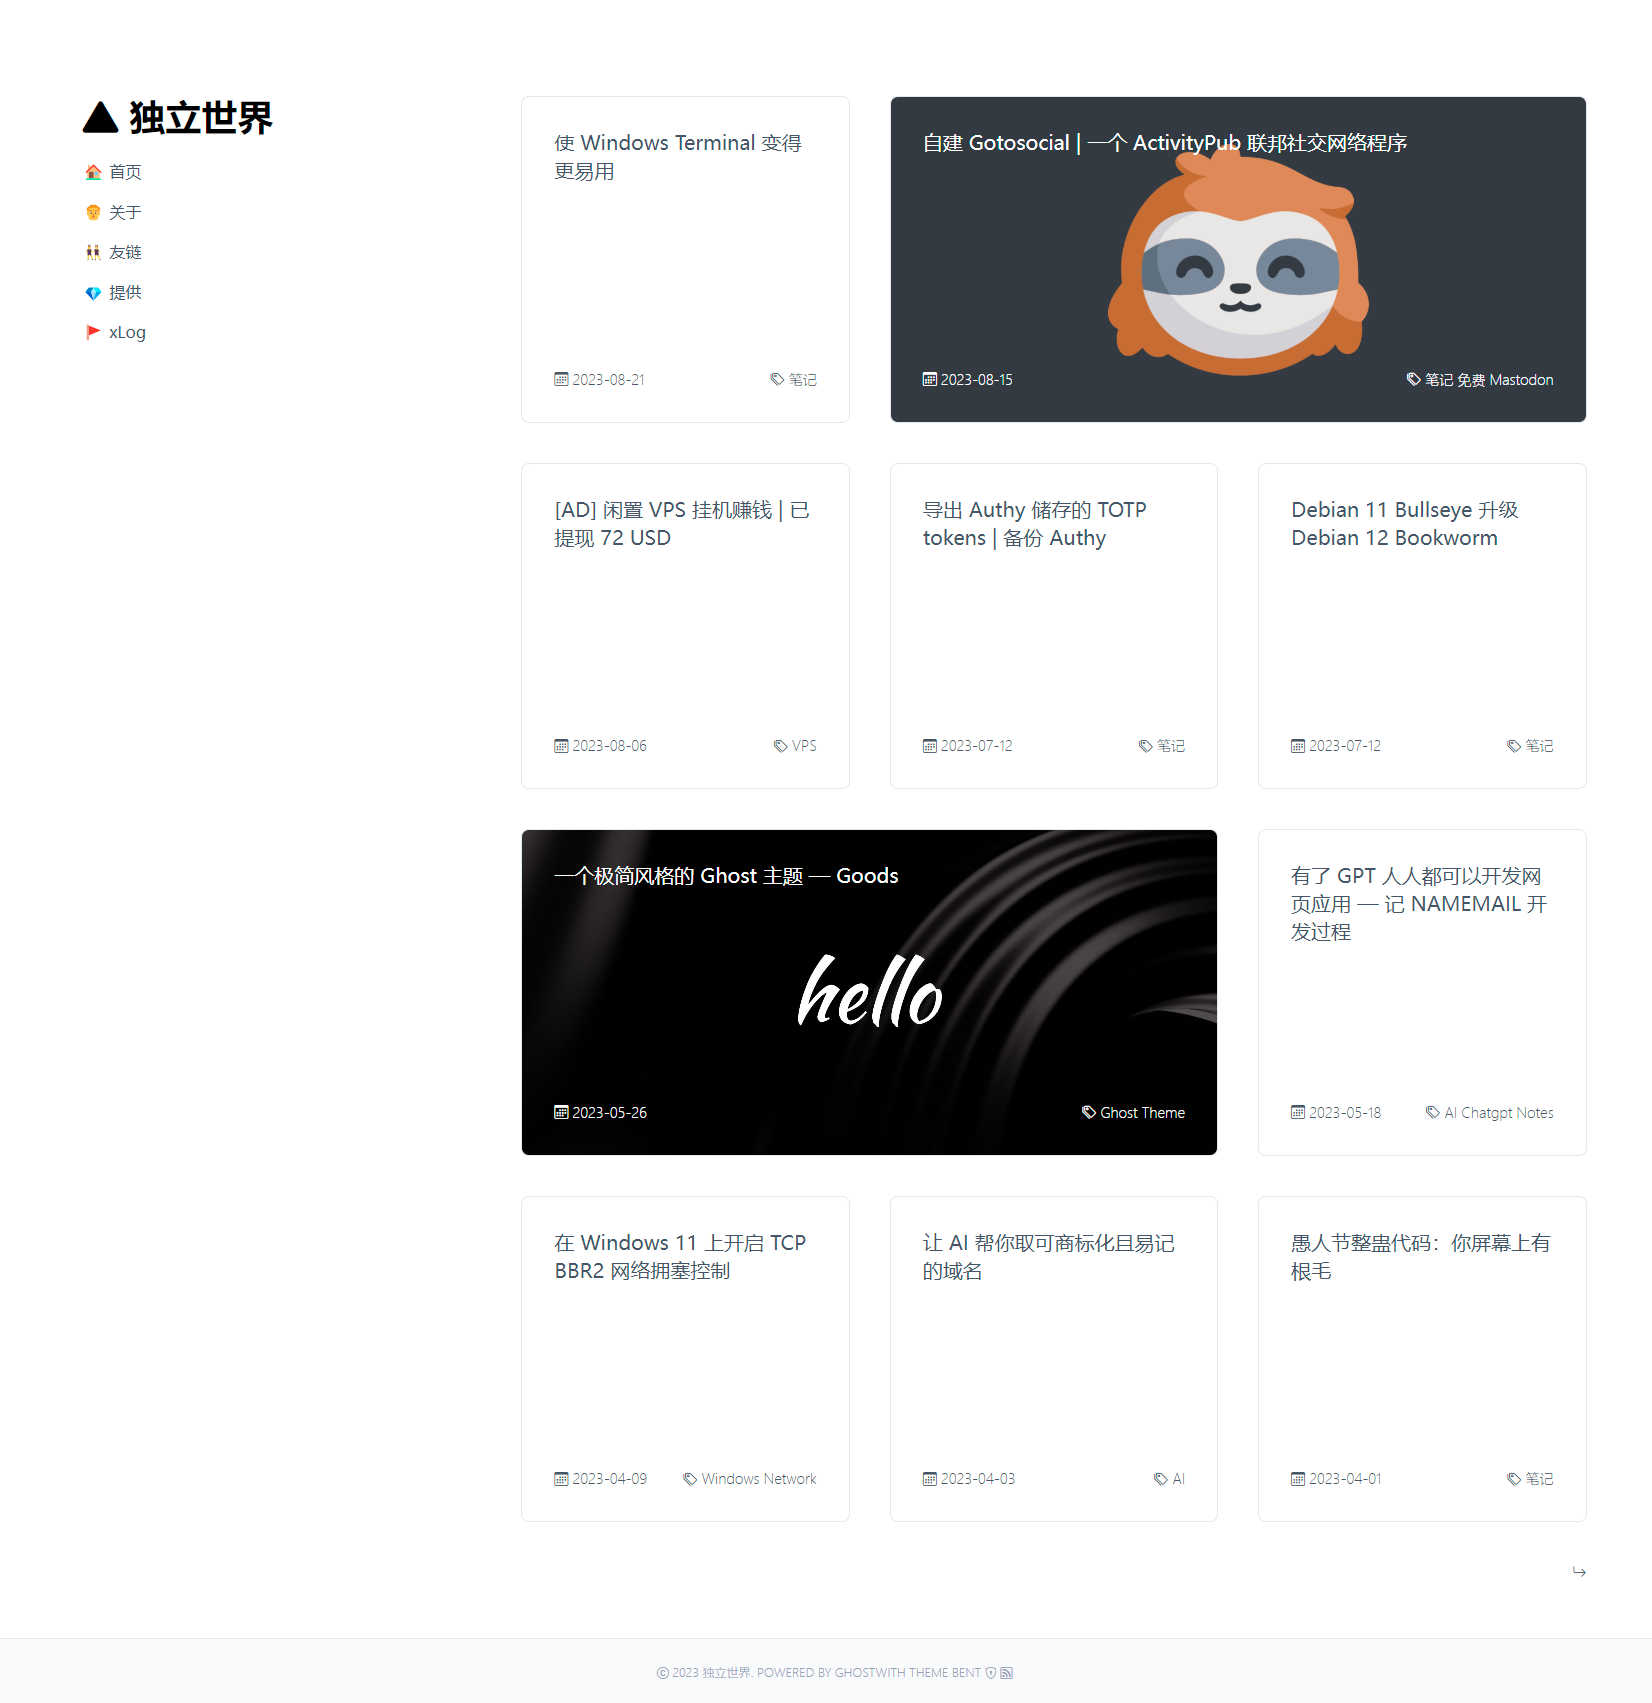 独立世界
首页
关于
友链
提供
xLog
使 Windows Terminal 变得
更易用
2023-08-21
笔记
自建 Gotosocial | 一个 ActivityPub 联邦社交网络程序
2023-08-15
笔记 免费 Mastodon
[AD] 闲置 VPS 挂机赚钱 | 已
提现 72 USD
2023-08-06
VPS
导出 Authy 储存的 TOTP
tokens | 备份 Authy
2023-07-12
笔记
Debian 11 Bullseye 升级
Debian 12 Bookworm
2023-07-12
笔记
一个极简风格的 Ghost 主题 — Goods
hello
2023-05-26
Ghost Theme
有了 GPT 人人都可以开发网
页应用 — 记 NAMEMAIL 开
发过程
2023-05-18
AI Chatgpt Notes
在 Windows 11 上开启 TCP
BBR2 网络拥塞控制
2023-04-09
Windows Network
让 AI 帮你取可商标化且易记
的域名
2023-04-03
AI
愚人节整蛊代码：你屏幕上有
根毛
2023-04-01
笔记
© 2023 独立世界. POWERED BY GHOSTWITH THEME BENT